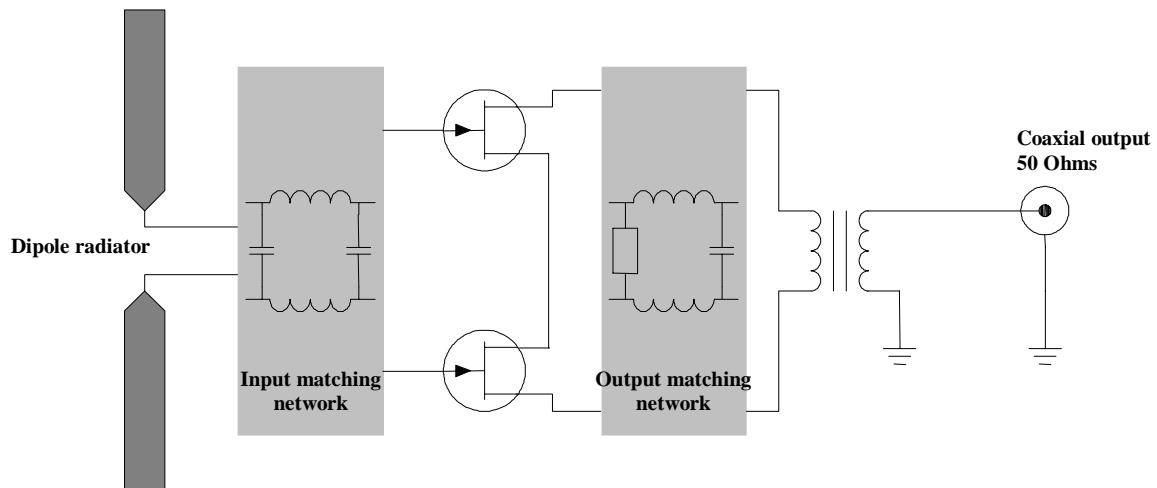 Dipole radiator
Input matching
network
Output matching
network
Coaxial output
50 Ohms